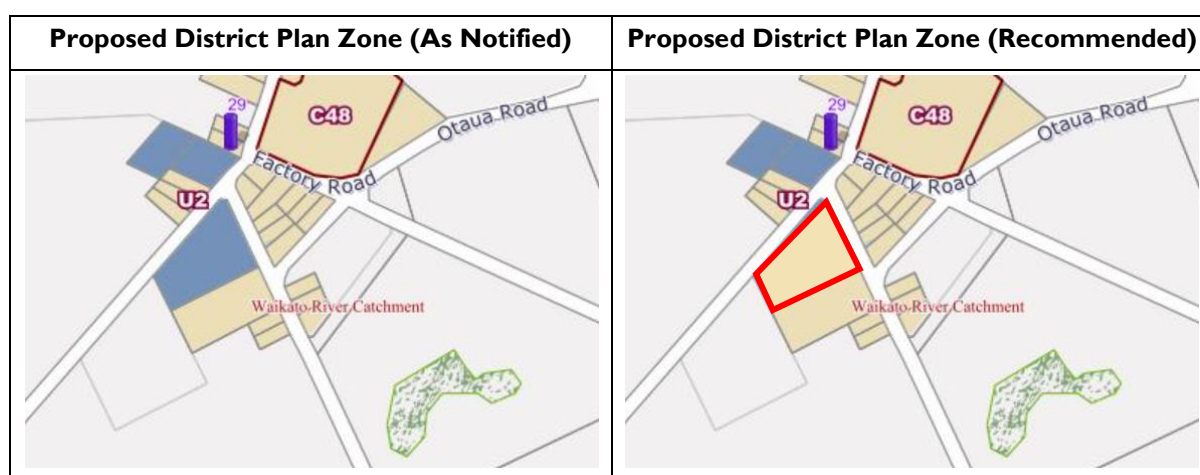 Proposed District Plan Zone (As Notified)
Proposed District Plan Zone (Recommended)
29
C48
Otaua Road
Factory Road
U2
Waikato River Catchment
29
C48
Otaua Road
Factory Road
U2
Waikato River Catchment